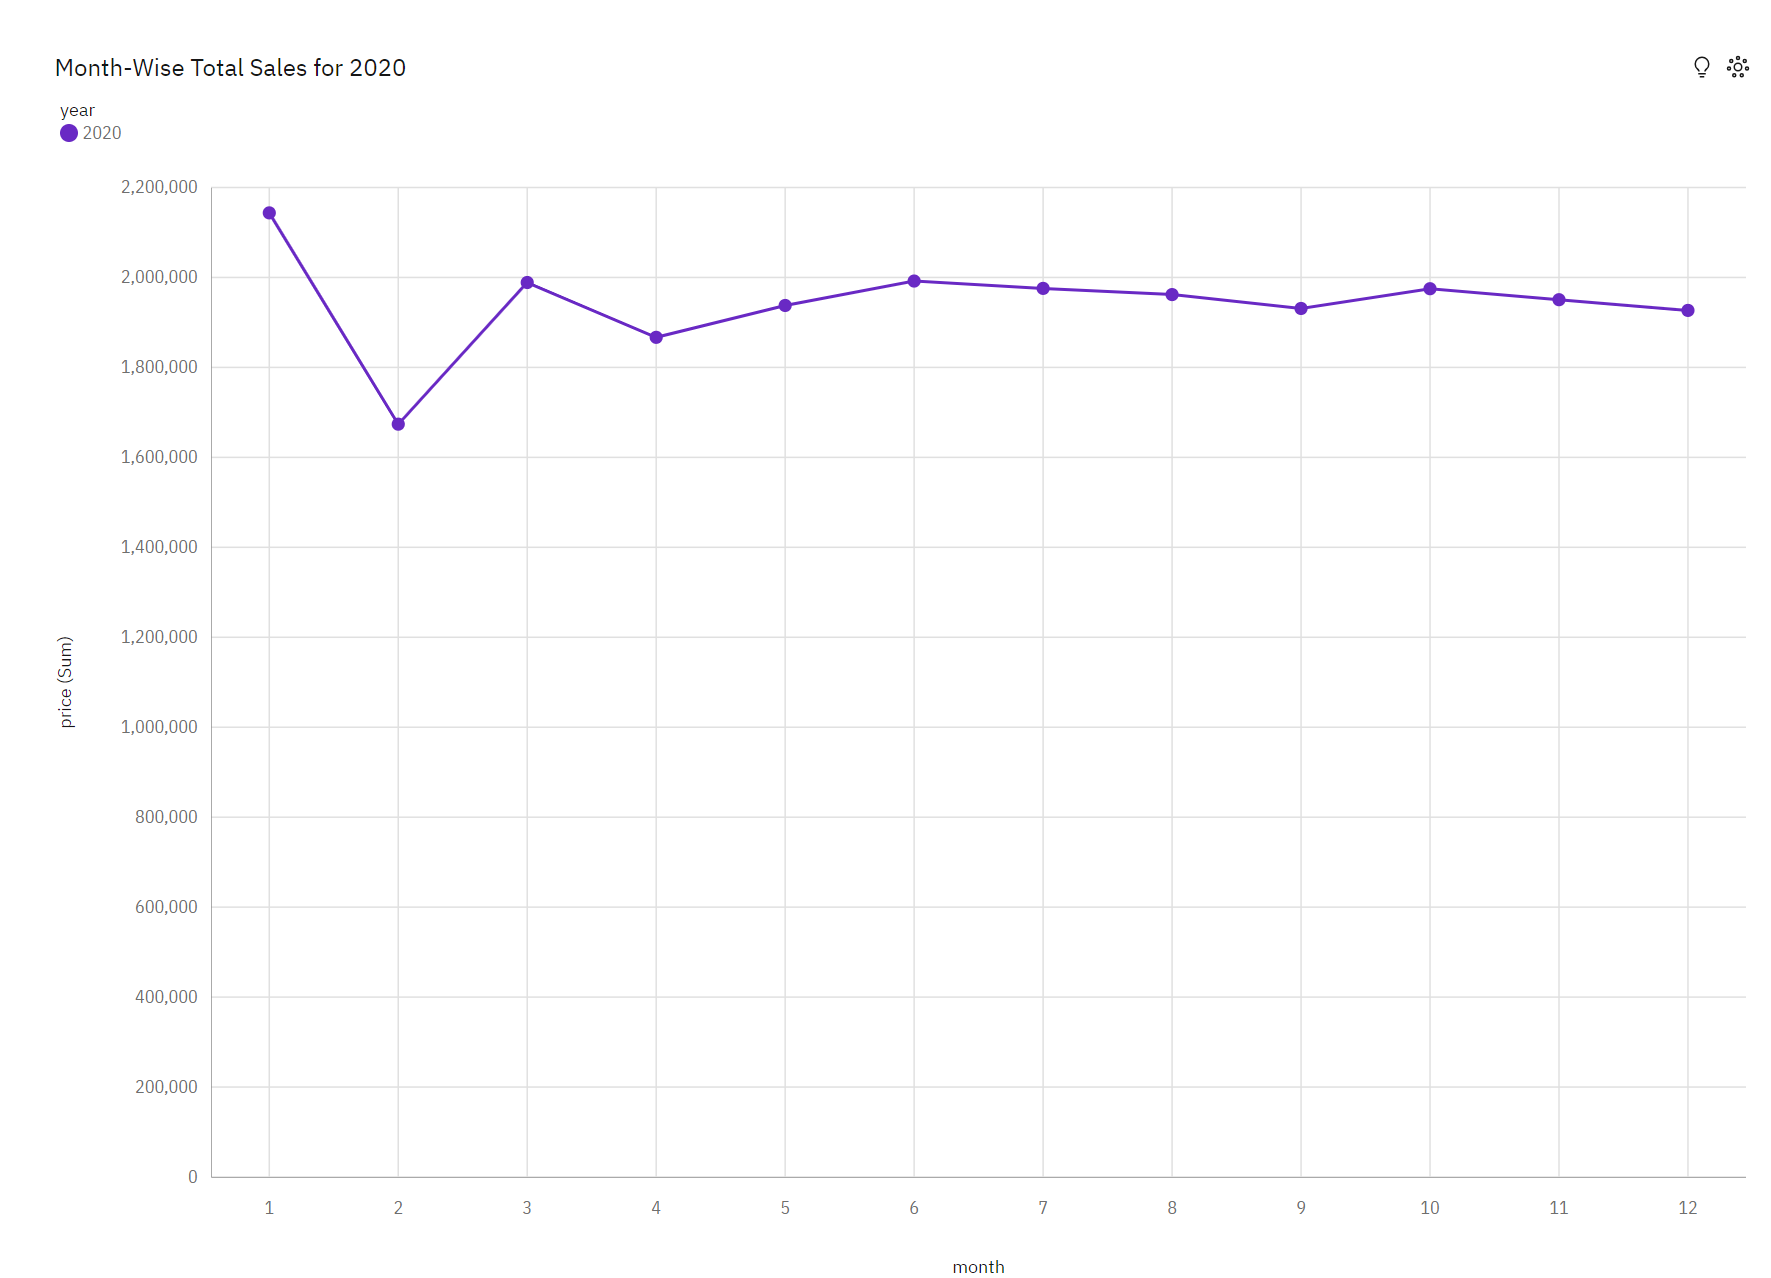 Month-Wise Total Sales for 2020
year
2020
2,200,000
2,000,000
1,800,000
1,600,000
1,400,000
1,200,000
1,000,000
800,000
600,000
400,000
200,000
0
price (Sum)
1 2 3 4 5 6 7 8 9 10 11 12
month